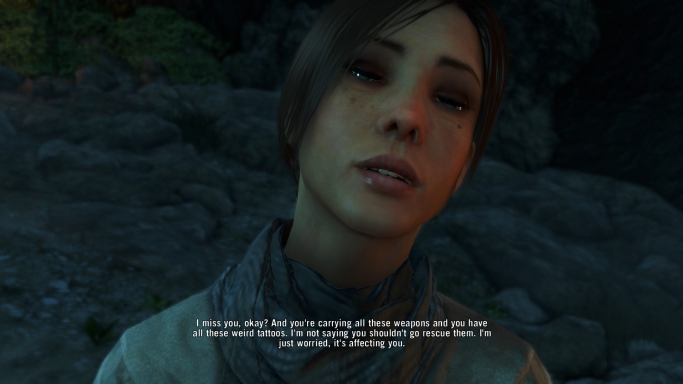 I miss you, okay? And you're carrying all these weapons and you have
all these weird tattoos. I'm not saying you shouldn't go rescue them. I'm
just worried, it's affecting you.